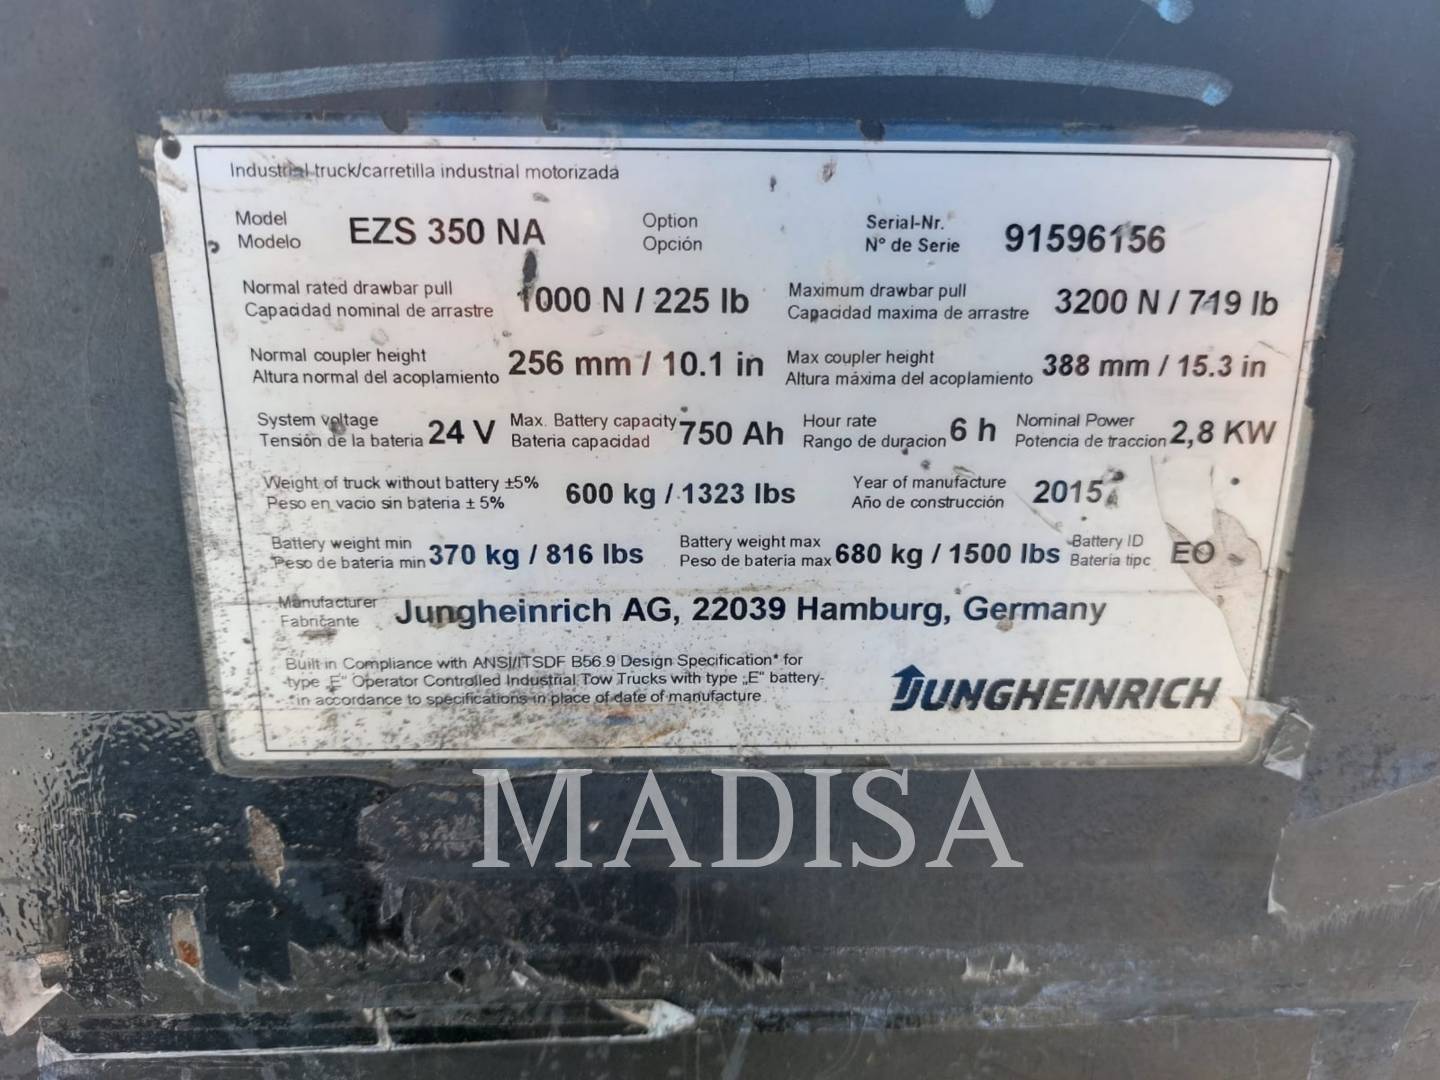 Industrial truck/carretilla industrial motorizada
Model EZS 350 NA Option Serial-Nr. 91596156
Modelo Opción N° de Serie
Normal rated drawbar pull 1000 N / 225 lb Maximum drawbar pull 3200 N / 719 lb
Capacidad nominal de arrastre Capacidad maxima de arrastre
Normal coupler height 256 mm / 10.1 in Max coupler height 388 mm / 15.3 in
Altura normal del acoplamiento Altura máxima del acoplamiento
System voltage 24 V Max. Battery capacity 750 Ah Hour rate 6 h Nominal Power 2,8 KW
Tensión de la bateria Bateria capacidad Rango de duracion Potencia de traccion
Weight of truck without battery ±5% 600 kg / 1323 lbs Year of manufacture 2015
Peso en vacio sin bateria ± 5% Año de construcción
Battery weight min 370 kg / 816 lbs Battery weight max 680 kg / 1500 lbs Battery ID EO
Peso de bateria min Peso de bateria max Bateria tipc
Manufacturer Jungheinrich AG, 22039 Hamburg, Germany
Fabricante
Built in Compliance with ANSI/ITSDF B56.9 Design Specification* for
type „E" Operator Controlled Industrial Tow Trucks with type „E" battery-
*in accordance to specifications in place of date of manufacture
JUNGHEINRICH
MADISA